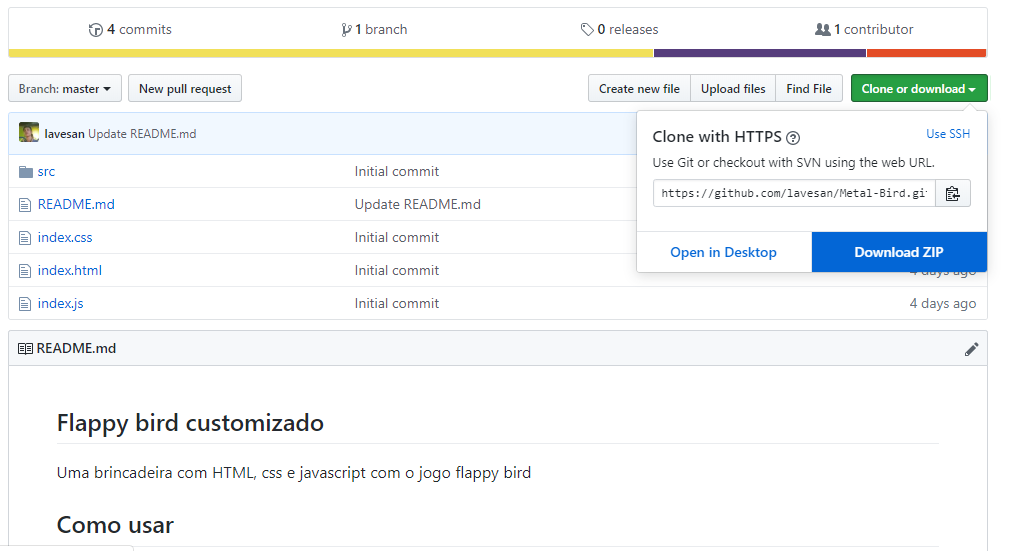 4 commits 1 branch 0 releases 1 contributor
Branch: master New pull request Create new file Upload files Find File Clone or download
lavesan Update README.md
Clone with HTTPS Use SSH
Use Git or checkout with SVN using the web URL.
https://github.com/lavesan/Metal-Bird.gi
Open in Desktop Download ZIP
src Initial commit
README.md Update README.md
index.css Initial commit
index.html Initial commit 4 days ago
index.js Initial commit 4 days ago
README.md
Flappy bird customizado
Uma brincadeira com HTML, css e javascript com o jogo flappy bird
Como usar